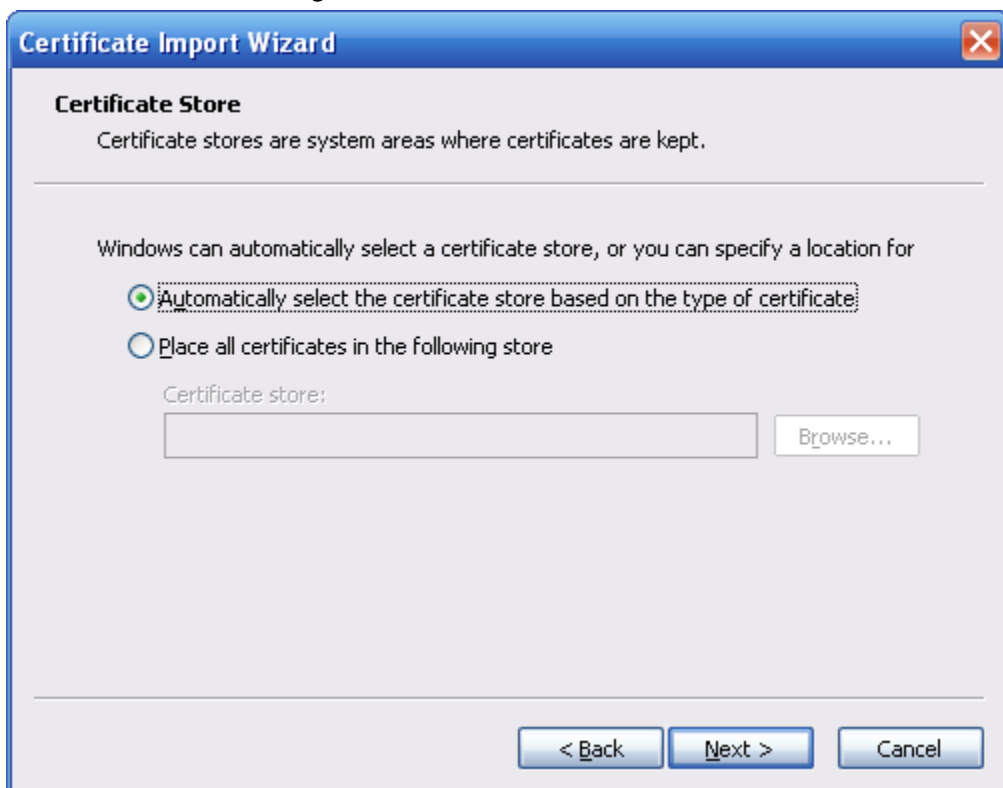 Certificate Import Wizard
Certificate Store
Certificate stores are system areas where certificates are kept.
Windows can automatically select a certificate store, or you can specify a location for
Automatically select the certificate store based on the type of certificate
Place all certificates in the following store
Certificate store:
Browse...
< Back Next > Cancel